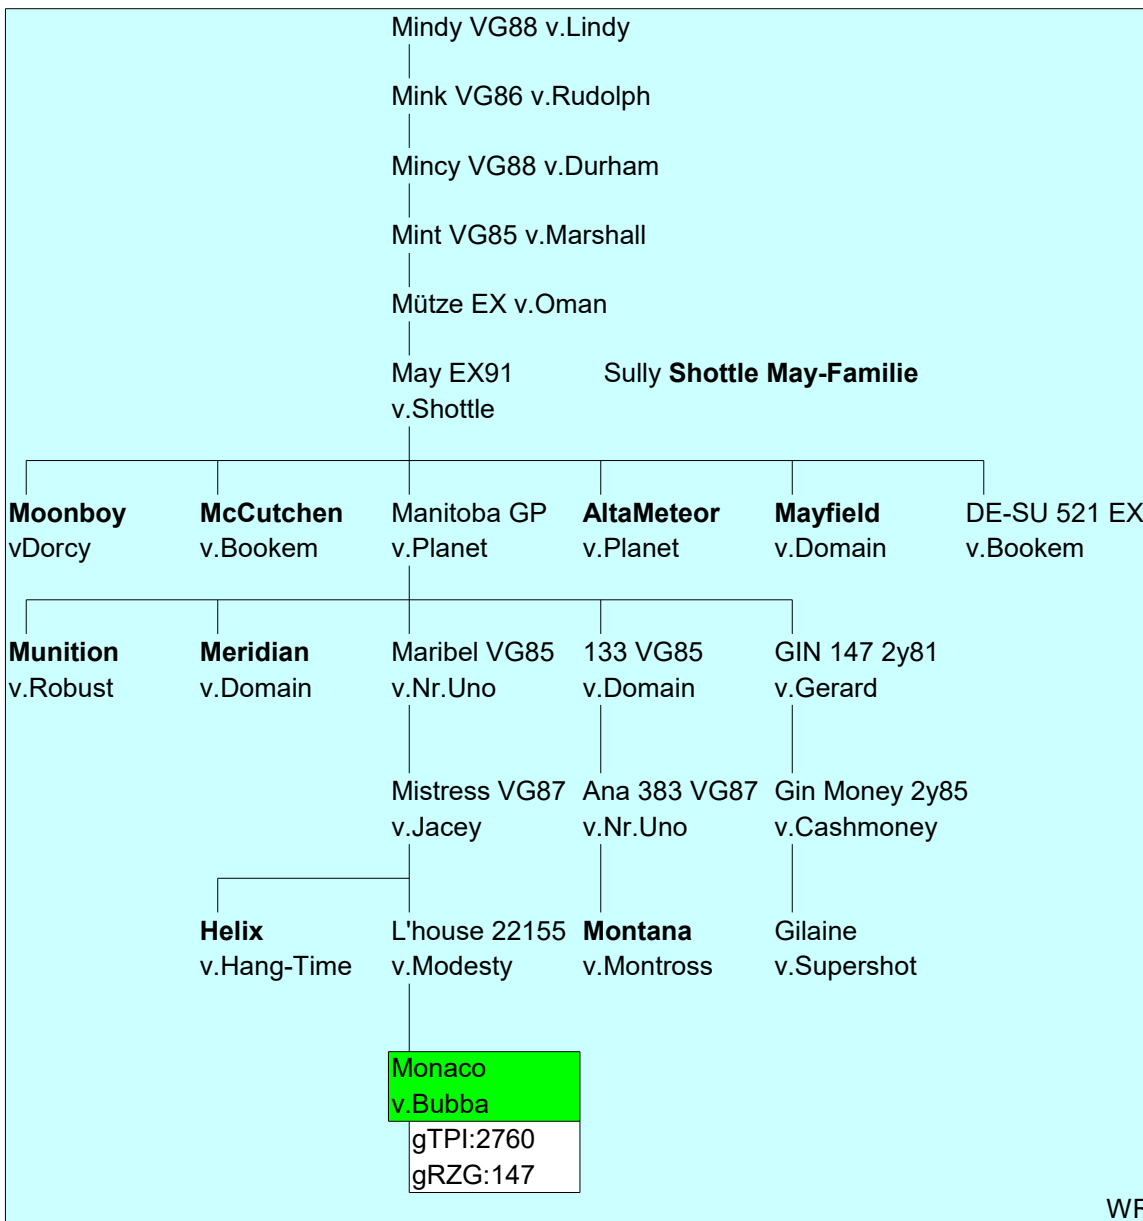 Mindy VG88 v.Lindy
Mink VG86 v.Rudolph
Mincy VG88 v.Durham
Mint VG85 v.Marshall
Mütze EX v.Oman
May EX91 Sully Shottle May-Familie
v.Shottle
Moonboy McCutchen Manitoba GP AltaMeteor Mayfield DE-SU 521 EX
vDorcy v.Bookem v.Planet v.Planet v.Domain v.Bookem
Munition Meridian Maribel VG85 133 VG85 GIN 147 2y81
v.Robust v.Domain v.Nr.Uno v.Domain v.Gerard
Mistress VG87 Ana 383 VG87 Gin Money 2y85
v.Jacey v.Nr.Uno v.Cashmoney
Helix L'house 22155 Montana Gilaine
v.Hang-Time v.Modesty v.Montross v.Supershot
Monaco
v.Bubba
gTPI:2760
gRZG:147